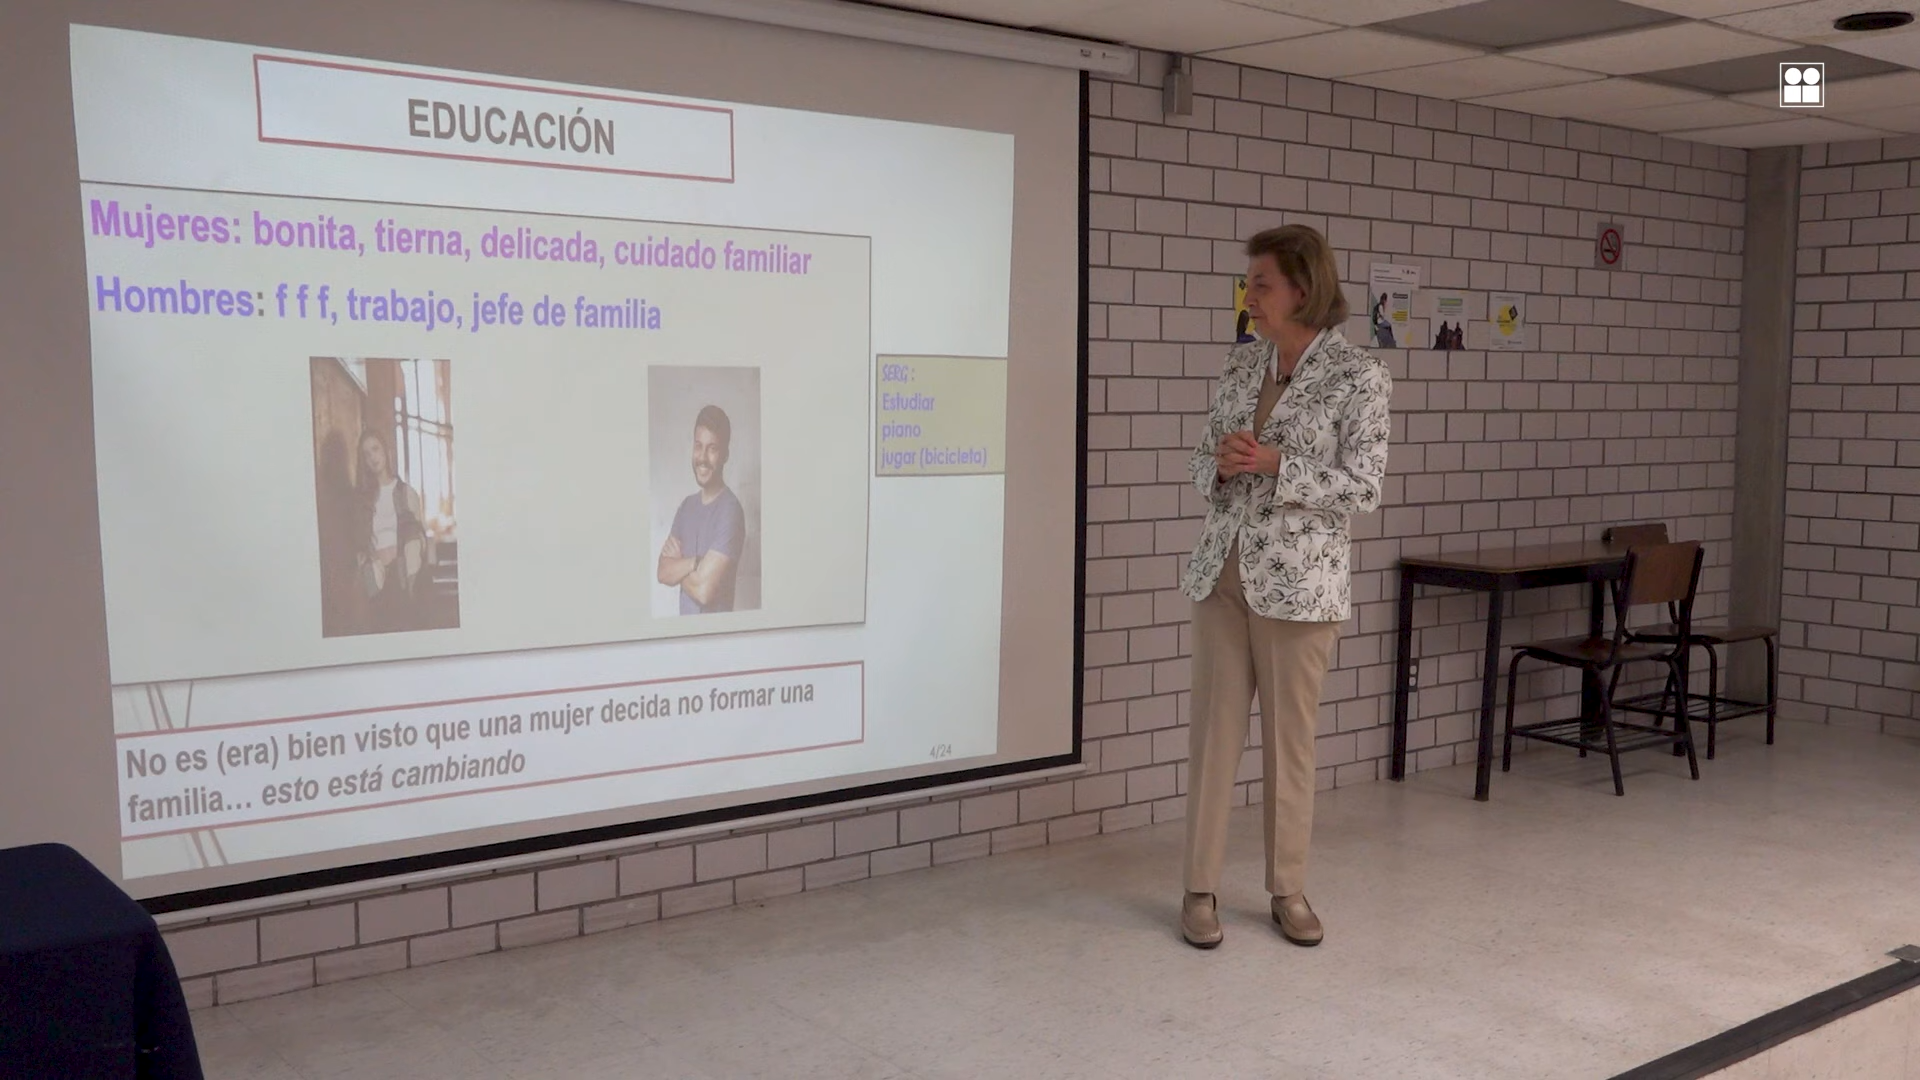 EDUCACIÓN
Mujeres: bonita, tierna, delicada, cuidado familiar
Hombres: f f f, trabajo, jefe de familia
SERG:
Estudiar
piano
jugar (bicicleta)
No es (era) bien visto que una mujer decida no formar una
familia... esto está cambiando
4/24